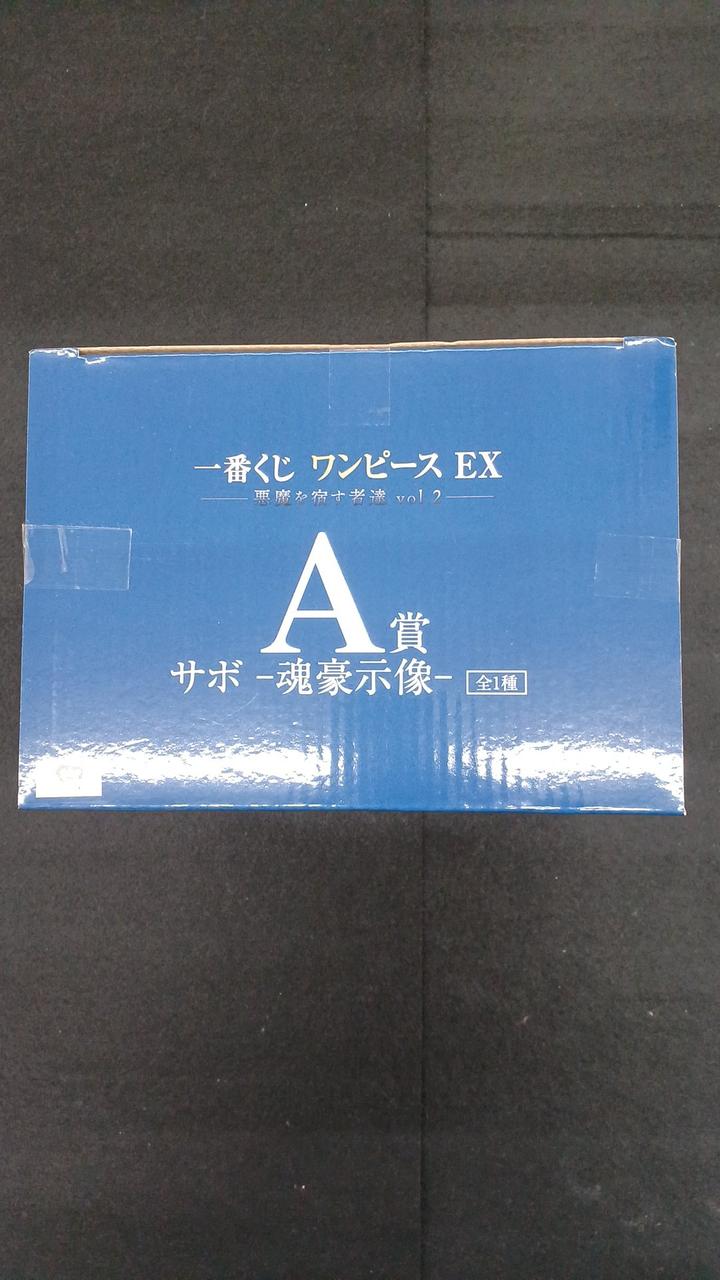 一番くじ ワンピース EX
悪魔を宿す者達 vol.2
A賞
サボ -魂豪示像- 全1種